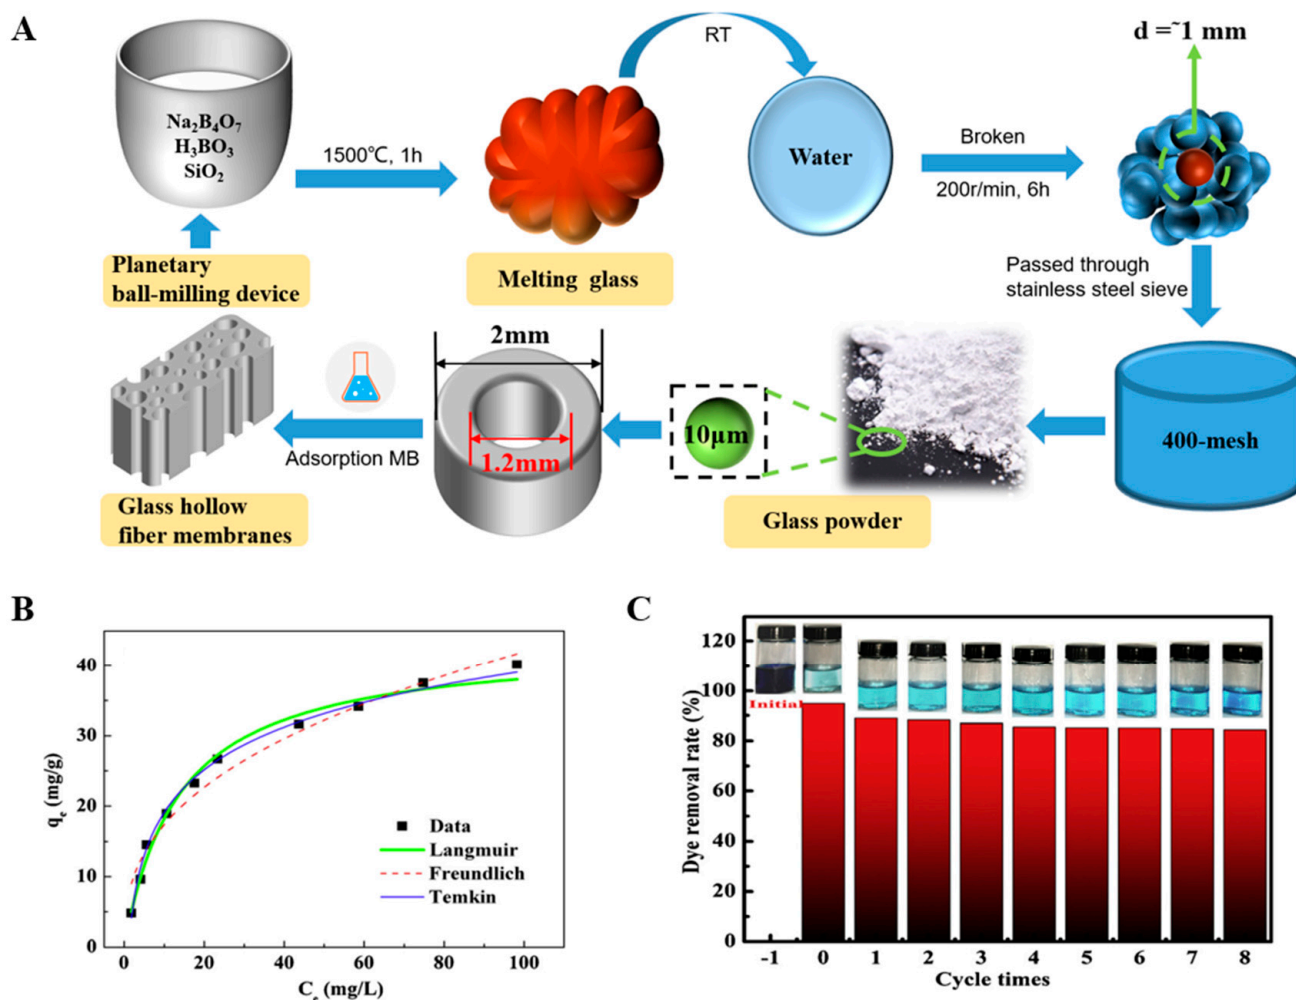 A
Na₂B₄O₇
H₃BO₃
SiO₂
1500℃, 1h
RT
Water
Broken
200r/min, 6h
d =˜1 mm
Planetary
ball-milling device
Melting glass
Passed through
stainless steel sieve
2mm
1.2mm
Adsorption MB
10μm
400-mesh
Glass hollow
fiber membranes
Glass powder
B
40
30
20
10
0
qₑ (mg/g)
Data
Langmuir
Freundlich
Temkin
0 20 40 60 80 100
Cₑ (mg/L)
C
120
100
80
60
40
20
0
Dye removal rate (%)
Initial
-1 0 1 2 3 4 5 6 7 8
Cycle times